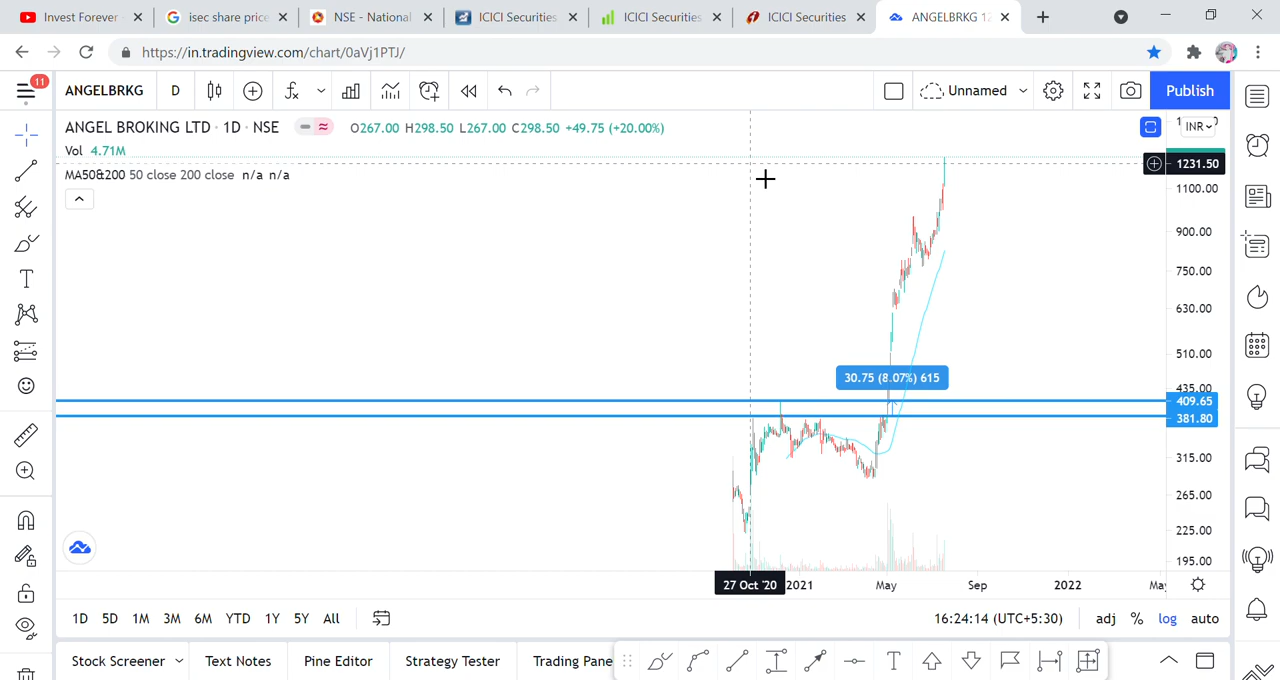 Invest Forever
isec share price
NSE - National
ICICI Securities
ICICI Securities
ICICI Securities
ANGELBRKG
https://in.tradingview.com/chart/0aVj1PTJ/
11
ANGELBRKG D
Unnamed
Publish
ANGEL BROKING LTD · 1D · NSE
O267.00 H298.50 L267.00 C298.50 +49.75 (+20.00%)
INR
Vol 4.71M
MA50&200 50 close 200 close n/a n/a
1231.50
1100.00
900.00
750.00
630.00
510.00
30.75 (8.07%) 615
435.00
409.65
381.80
315.00
265.00
225.00
195.00
27 Oct '20
2021
May
Sep
2022
May
1D 5D 1M 3M 6M YTD 1Y 5Y All
16:24:14 (UTC+5:30)
adj % log auto
Stock Screener
Text Notes
Pine Editor
Strategy Tester
Trading Pane
T